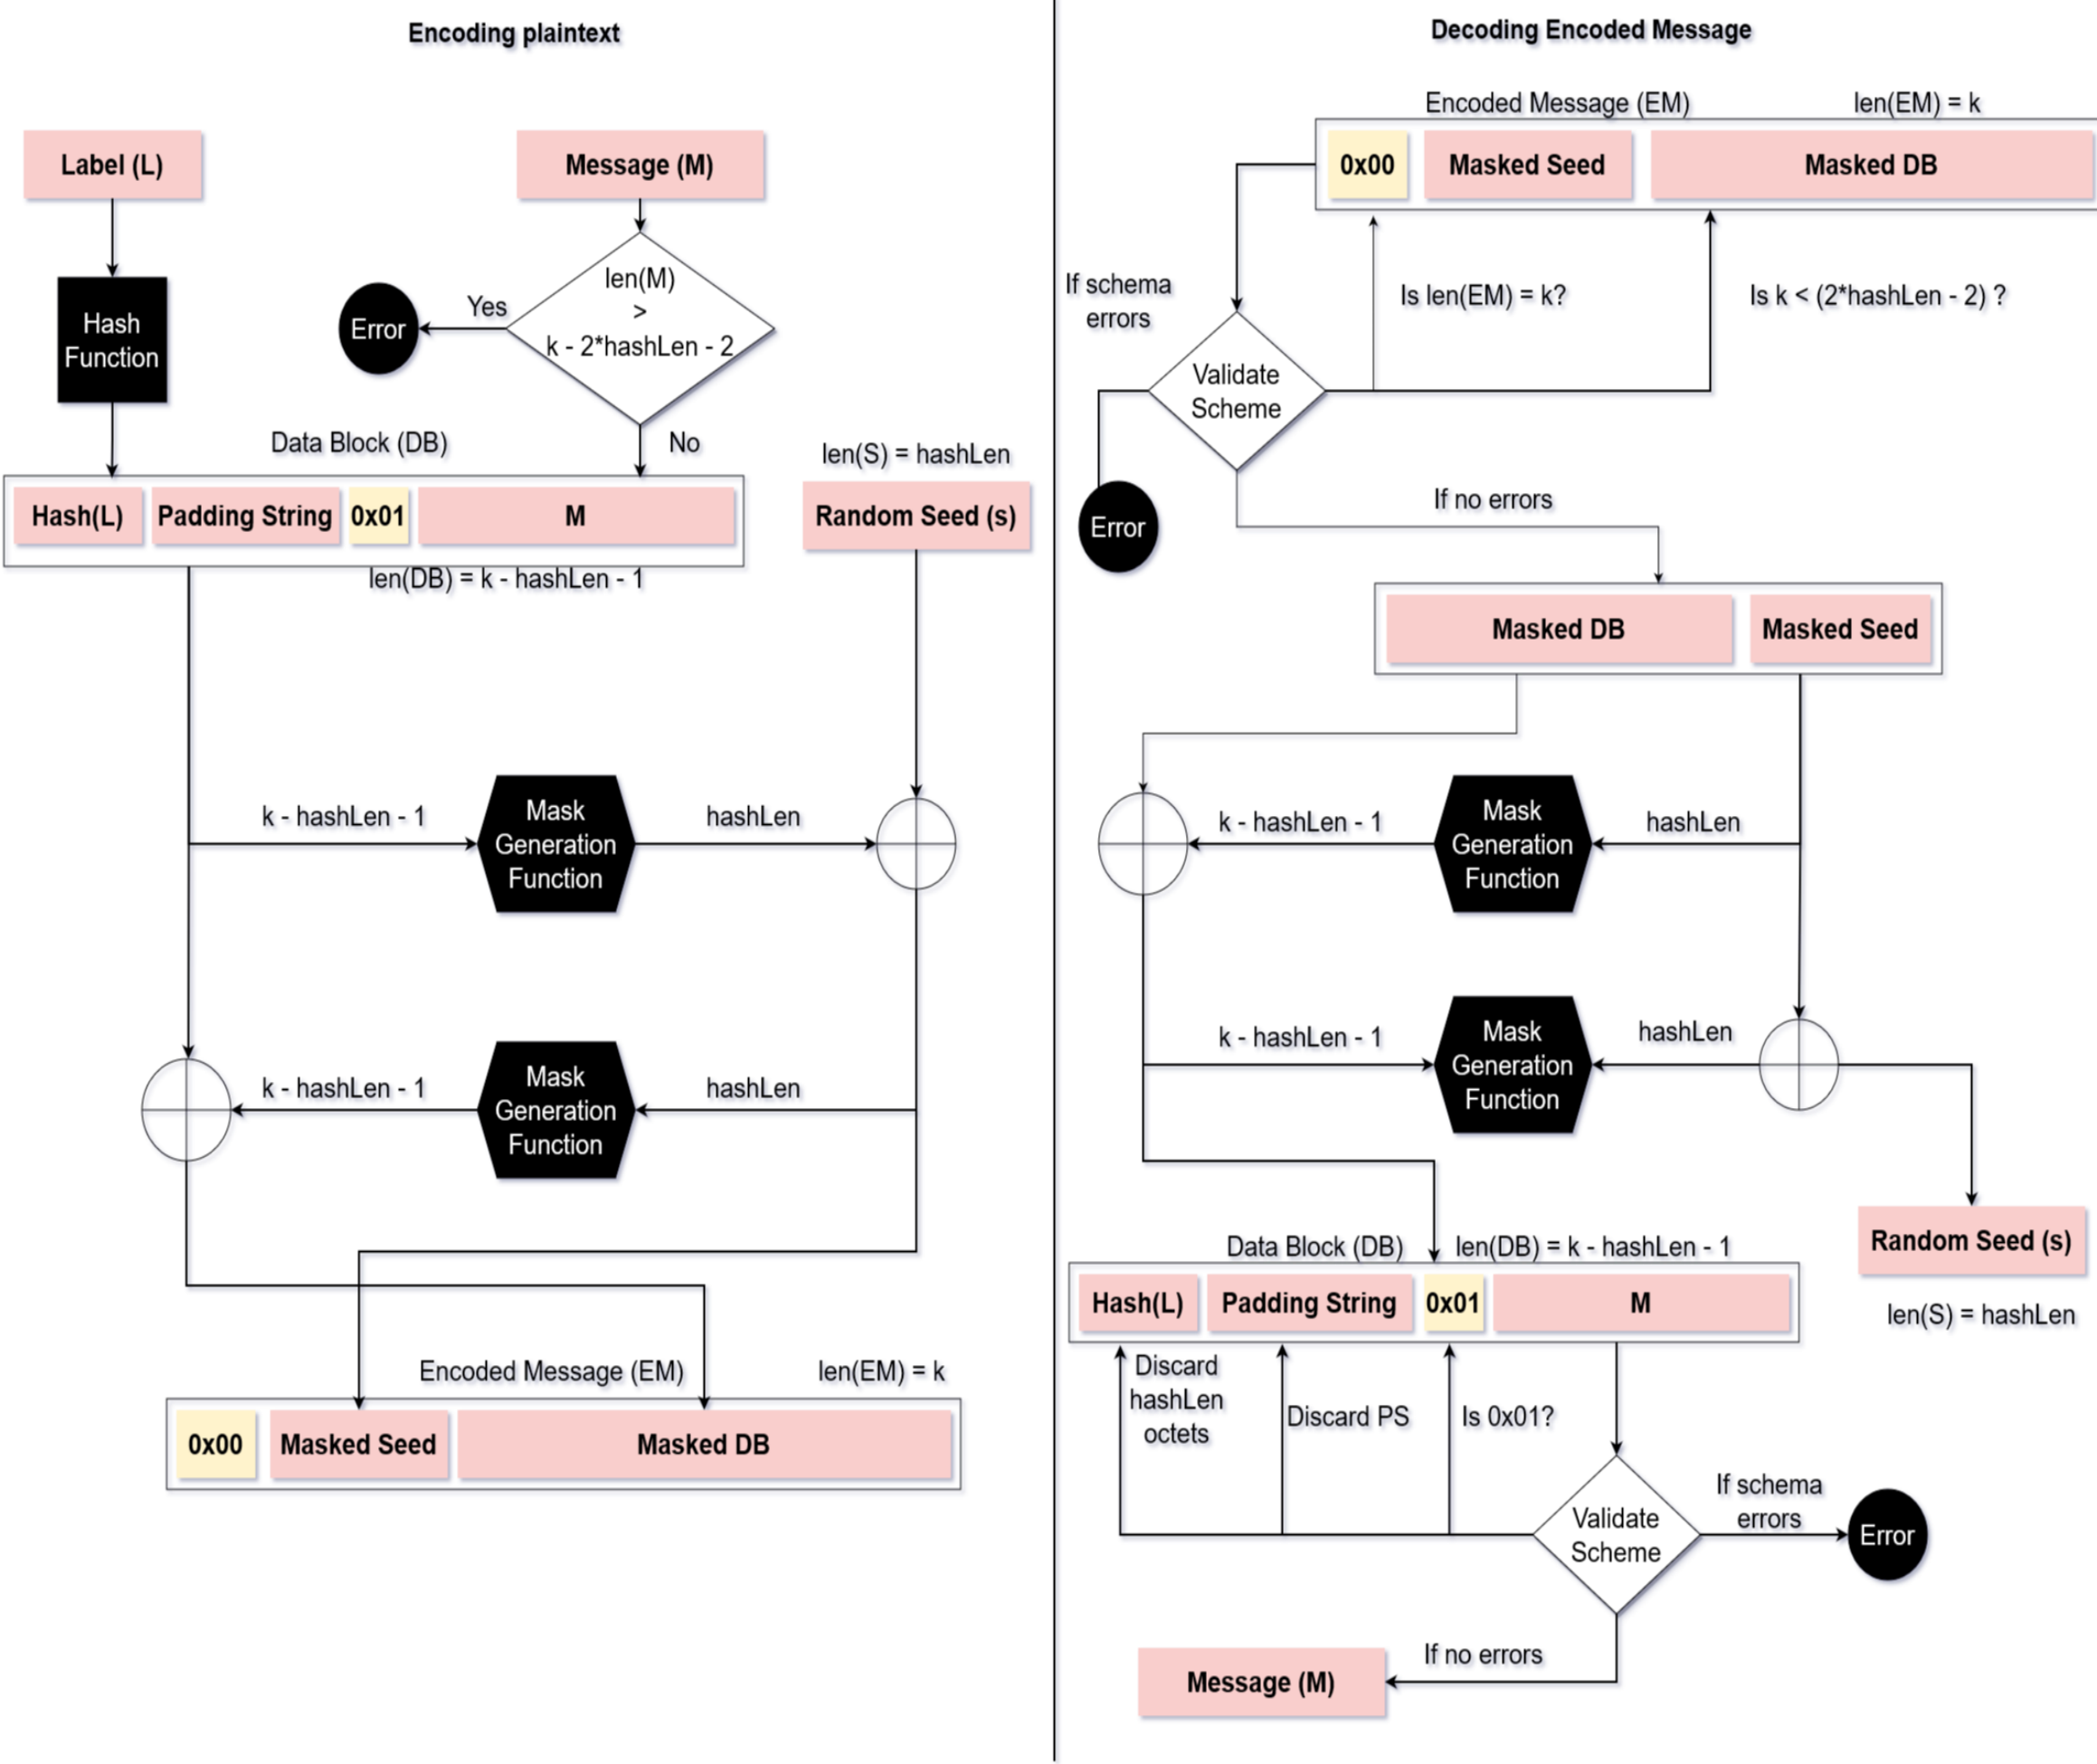 Encoding plaintext
Label (L)
Message (M)
Hash
Function
len(M)
>
k - 2*hashLen - 2
Yes
Error
No
Data Block (DB)
Hash(L)
Padding String
0x01
M
len(DB) = k - hashLen - 1
len(S) = hashLen
Random Seed (s)
k - hashLen - 1
Mask
Generation
Function
hashLen
k - hashLen - 1
Mask
Generation
Function
hashLen
Encoded Message (EM)
len(EM) = k
0x00
Masked Seed
Masked DB
Decoding Encoded Message
Encoded Message (EM)
len(EM) = k
0x00
Masked Seed
Masked DB
If schema
errors
Is len(EM) = k?
Is k < (2*hashLen - 2) ?
Validate
Scheme
Error
If no errors
Masked DB
Masked Seed
k - hashLen - 1
Mask
Generation
Function
hashLen
k - hashLen - 1
Mask
Generation
Function
hashLen
Random Seed (s)
len(S) = hashLen
Data Block (DB)
len(DB) = k - hashLen - 1
Hash(L)
Padding String
0x01
M
Discard
hashLen
octets
Discard PS
Is 0x01?
Validate
Scheme
If schema
errors
Error
If no errors
Message (M)